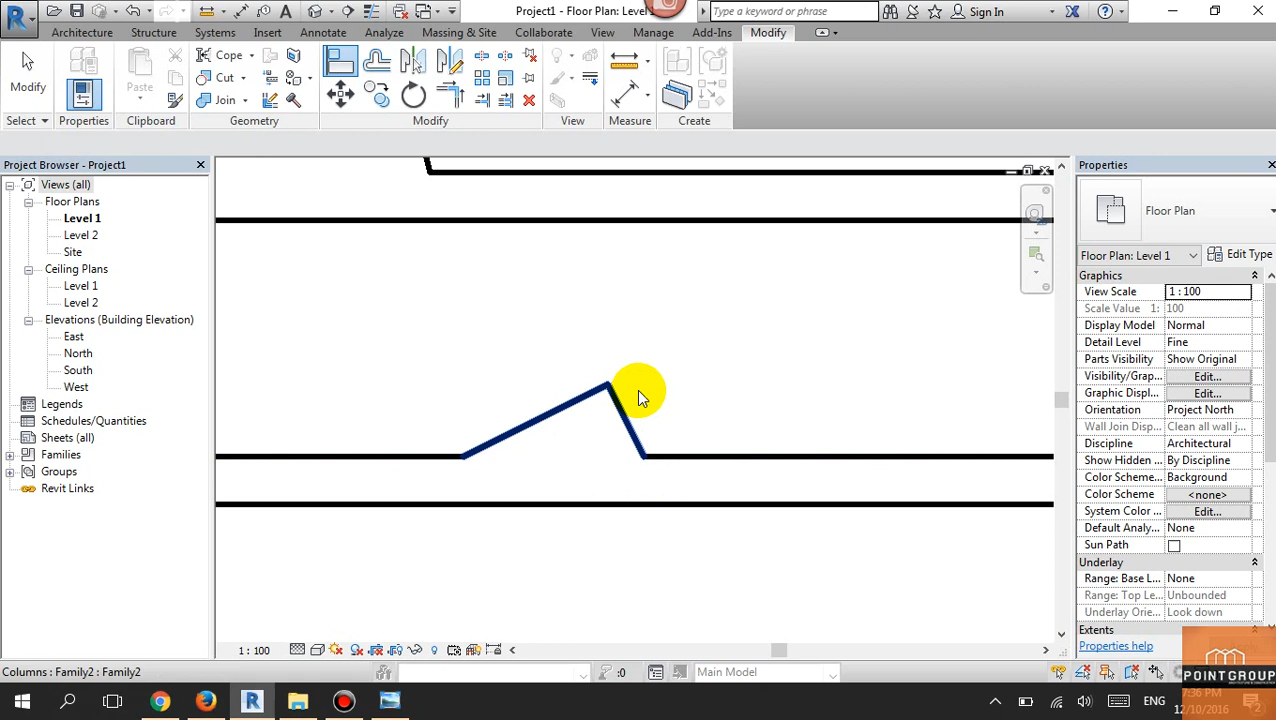 Project1 - Floor Plan: Level
Type a keyword or phrase
Sign In
Architecture
Structure
Systems
Insert
Annotate
Analyze
Massing & Site
Collaborate
View
Manage
Add-Ins
Modify
Modify
Properties
Paste
Cope
Cut
Join
Select
Properties
Clipboard
Geometry
Modify
View
Measure
Create
Project Browser - Project1
Views (all)
Floor Plans
Level 1
Level 2
Site
Ceiling Plans
Level 1
Level 2
Elevations (Building Elevation)
East
North
South
West
Legends
Schedules/Quantities
Sheets (all)
Families
Groups
Revit Links
Properties
Floor Plan
Floor Plan: Level 1
Edit Type
Graphics
View Scale 1 : 100
Scale Value 1: 100
Display Model Normal
Detail Level Fine
Parts Visibility Show Original
Visibility/Grap... Edit...
Graphic Displ... Edit...
Orientation Project North
Wall Join Disp... Clean all wall j...
Discipline Architectural
Show Hidden ... By Discipline
Color Scheme... Background
Color Scheme <none>
System Color ... Edit...
Default Analy... None
Sun Path
Underlay
Range: Base L... None
Range: Top Le... Unbounded
Underlay Orie... Look down
Extents
Properties help
1 : 100
Columns : Family2 : Family2
:0
Main Model
POINTGROUP
ENG
7:36 PM
12/10/2016